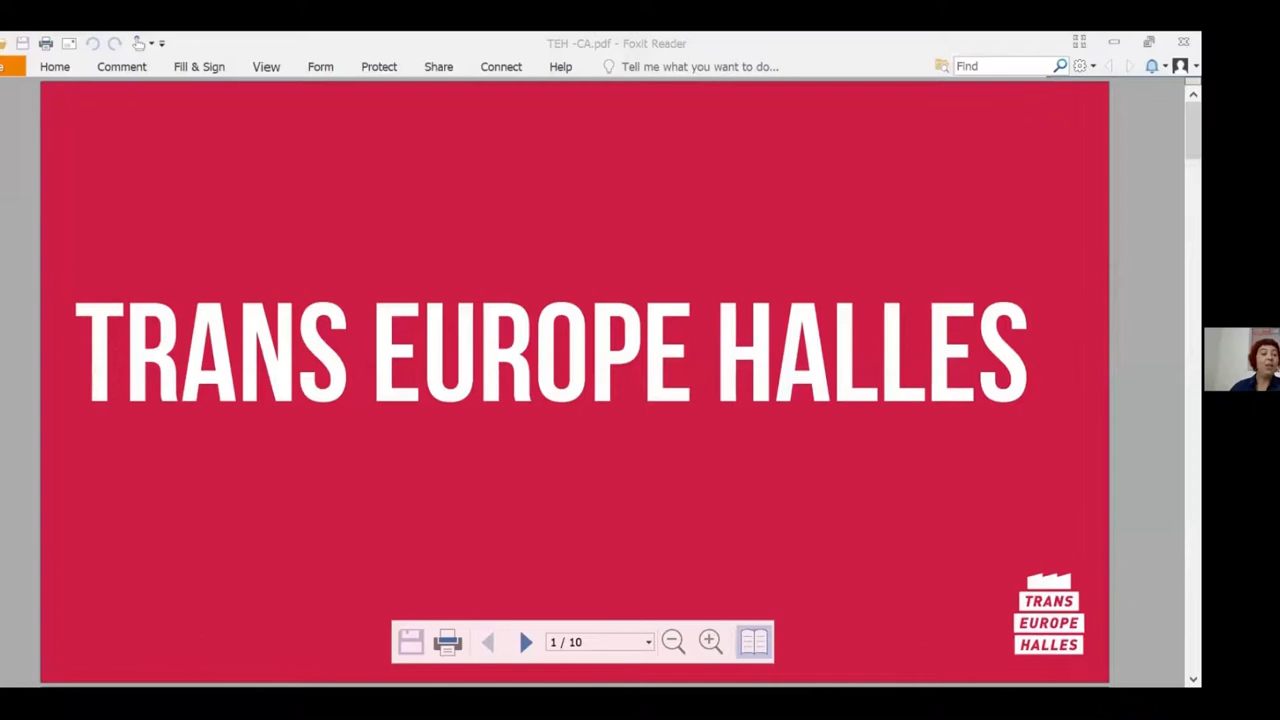 TEH -CA.pdf - Foxit Reader
Home Comment Fill & Sign View Form Protect Share Connect Help Tell me what you want to do... Find
TRANS EUROPE HALLES
TRANS
EUROPE
HALLES
1 / 10